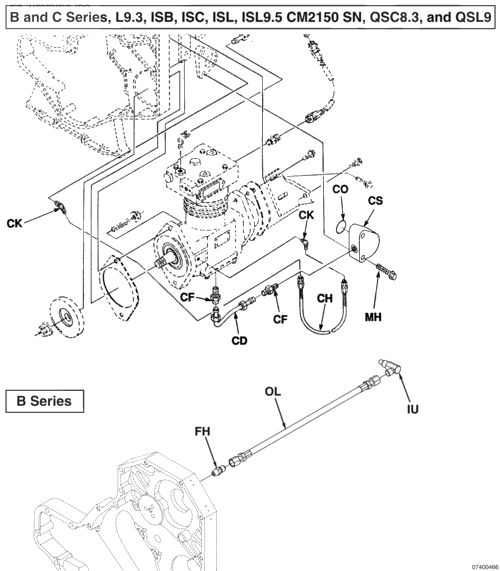 B and C Series, L9.3, ISB, ISC, ISL, ISL9.5 CM2150 SN, QSC8.3, and QSL9
CO
CS
CK
CK
CF
CH
MH
CF
CD
B Series
OL
IU
FH
07400466